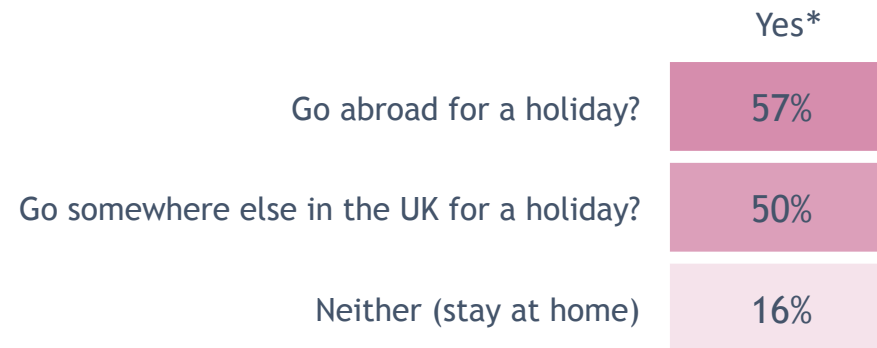 Yes*
Go abroad for a holiday? 57%
Go somewhere else in the UK for a holiday? 50%
Neither (stay at home) 16%